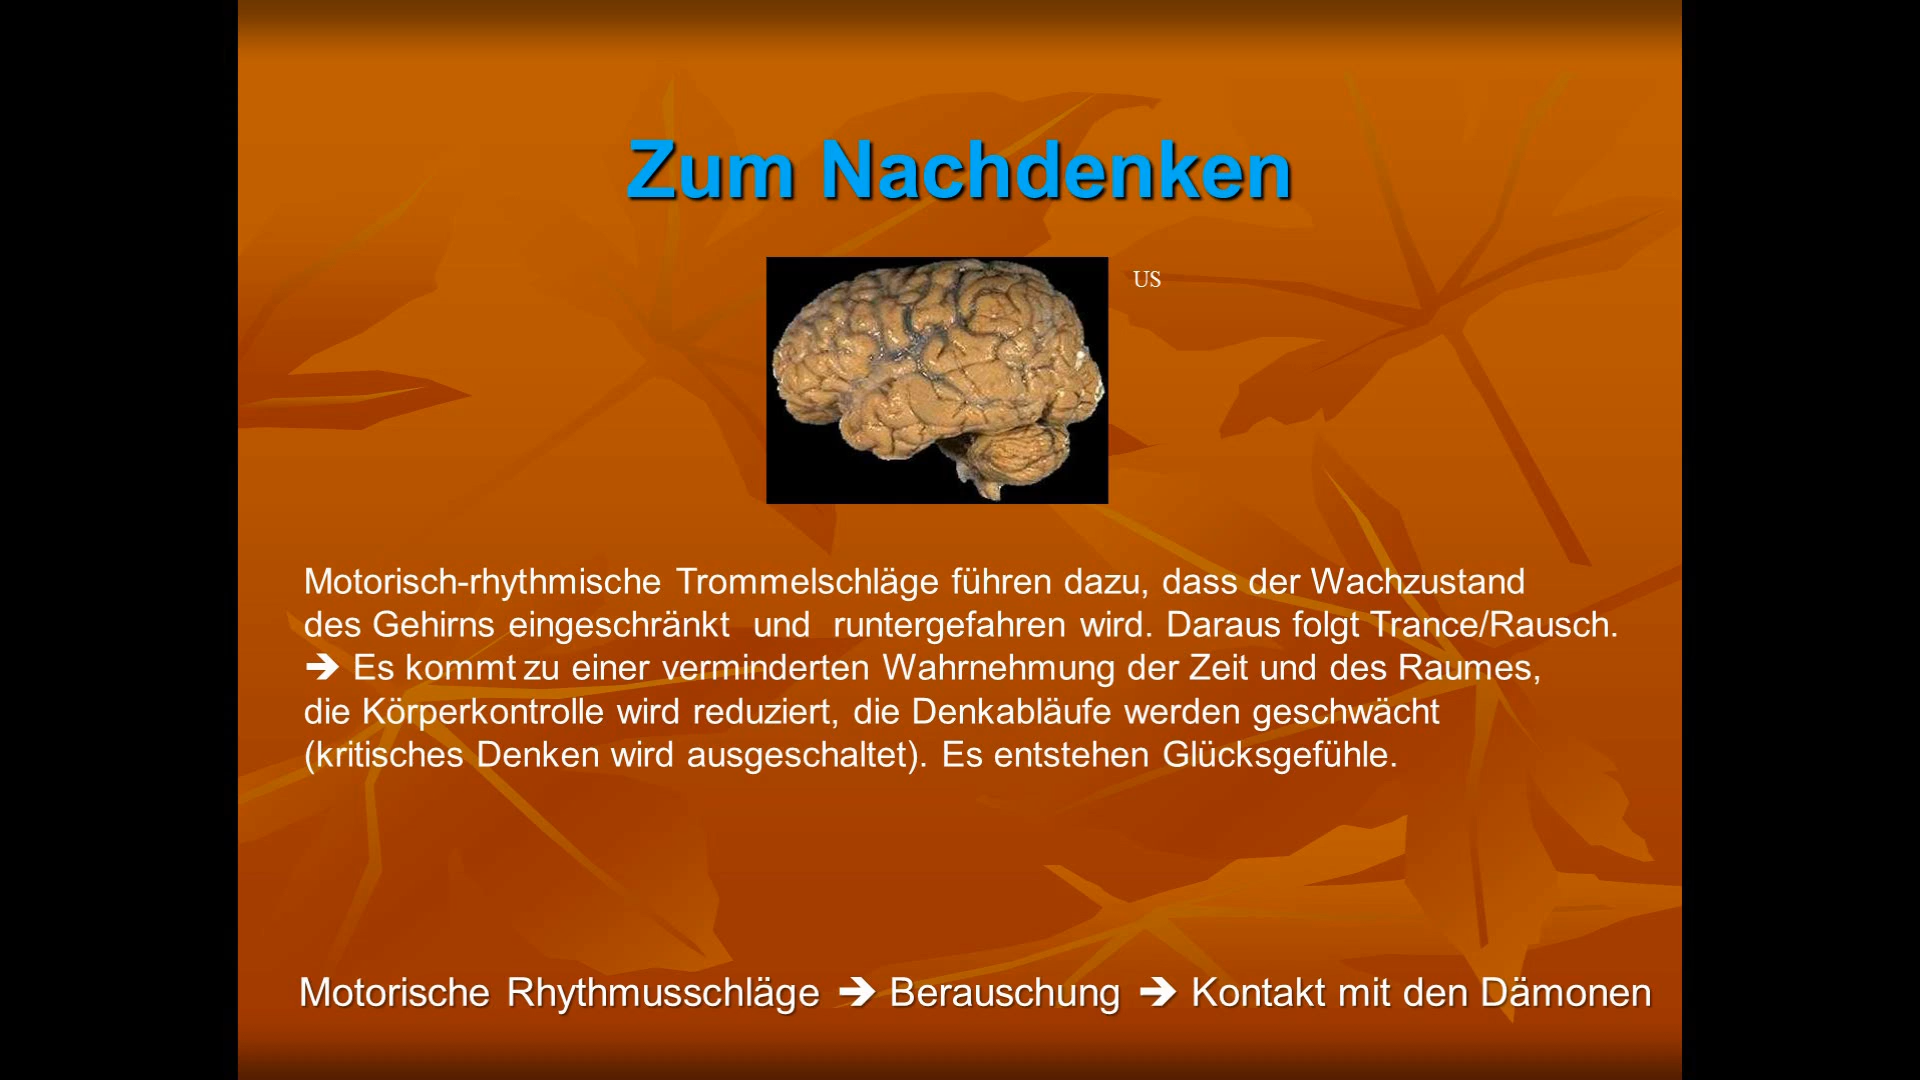 Zum Nachdenken
US
Motorisch-rhythmische Trommelschläge führen dazu, dass der Wachzustand
des Gehirns eingeschränkt und runtergefahren wird. Daraus folgt Trance/Rausch.
➔ Es kommt zu einer verminderten Wahrnehmung der Zeit und des Raumes,
die Körperkontrolle wird reduziert, die Denkabläufe werden geschwächt
(kritisches Denken wird ausgeschaltet). Es entstehen Glücksgefühle.
Motorische Rhythmusschläge ➔ Berauschung ➔ Kontakt mit den Dämonen